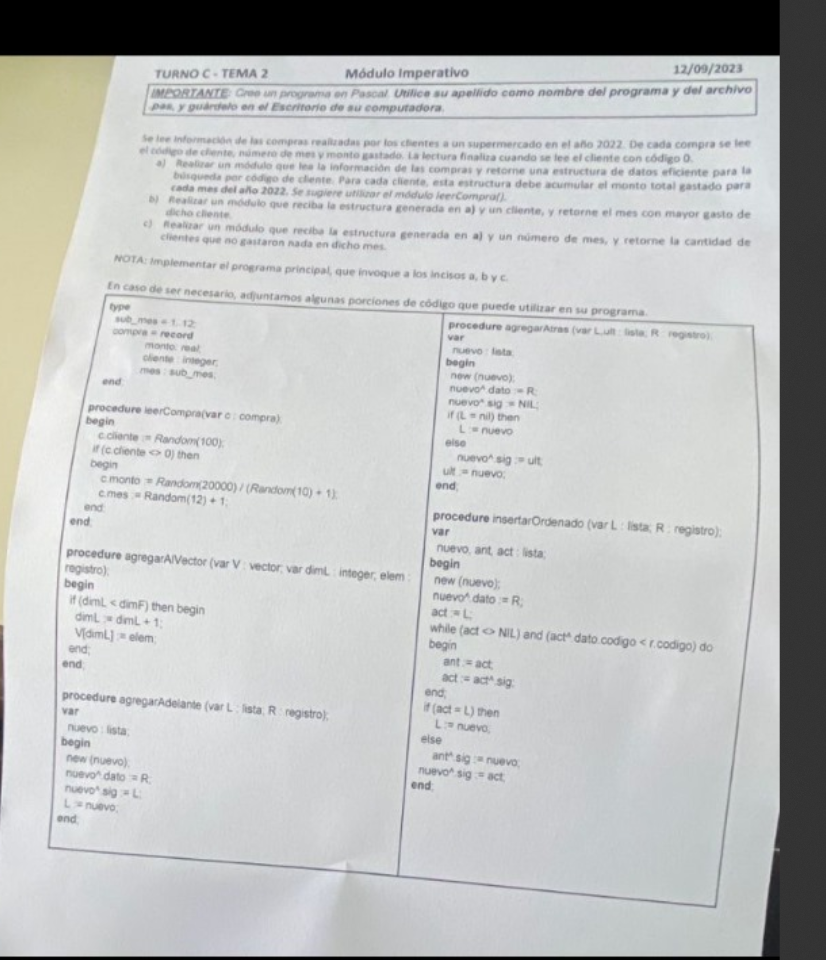 TURNO C - TEMA 2 Módulo Imperativo 12/09/2023
IMPORTANTE: Cree un programa en Pascal. Utilice su apellido como nombre del programa y del archivo
.pas, y guárdelo en el Escritorio de su computadora.
Se lee información de las compras realizadas por los clientes a un supermercado en el año 2022. De cada compra se lee
el código de cliente, número de mes y monto gastado. La lectura finaliza cuando se lee el cliente con código 0.
a) Realizar un módulo que lea la información de las compras y retorne una estructura de datos eficiente para la
búsqueda por código de cliente. Para cada cliente, esta estructura debe acumular el monto total gastado para
cada mes del año 2022. Se sugiere utilizar el módulo leerCompra().
b) Realizar un módulo que reciba la estructura generada en a) y un cliente, y retorne el mes con mayor gasto de
dicho cliente.
c) Realizar un módulo que reciba la estructura generada en a) y un número de mes, y retorne la cantidad de
clientes que no gastaron nada en dicho mes.
NOTA: Implementar el programa principal, que invoque a los incisos a, b y c.
En caso de ser necesario, adjuntamos algunas porciones de código que puede utilizar en su programa.
type
sub_mes = 1..12;
compra = record
monto: real;
cliente : integer;
mes : sub_mes;
end;
procedure leerCompra(var c : compra);
begin
c.cliente := Random(100);
if (c.cliente <> 0) then
begin
c.monto := Random(20000) / (Random(10) + 1);
c.mes := Random(12) + 1;
end;
end;
procedure agregarAlVector (var V : vector; var dimL : integer; elem :
registro);
begin
if (dimL < dimF) then begin
dimL := dimL + 1;
V[dimL] := elem;
end;
end;
procedure agregarAdelante (var L : lista; R : registro);
var
nuevo : lista;
begin
new (nuevo);
nuevo^.dato := R;
nuevo^.sig := L;
L := nuevo;
end;
procedure agregarAtras (var L,ult : lista; R : registro);
var
nuevo : lista;
begin
new (nuevo);
nuevo^.dato := R;
nuevo^.sig := NIL;
if (L = nil) then
L := nuevo
else
nuevo^.sig := ult;
ult := nuevo;
end;
procedure insertarOrdenado (var L : lista; R : registro);
var
nuevo, ant, act : lista;
begin
new (nuevo);
nuevo^.dato := R;
act := L;
while (act <> NIL) and (act^.dato.codigo < r.codigo) do
begin
ant := act;
act := act^.sig;
end;
if (act = L) then
L := nuevo;
else
ant^.sig := nuevo;
nuevo^.sig := act;
end;